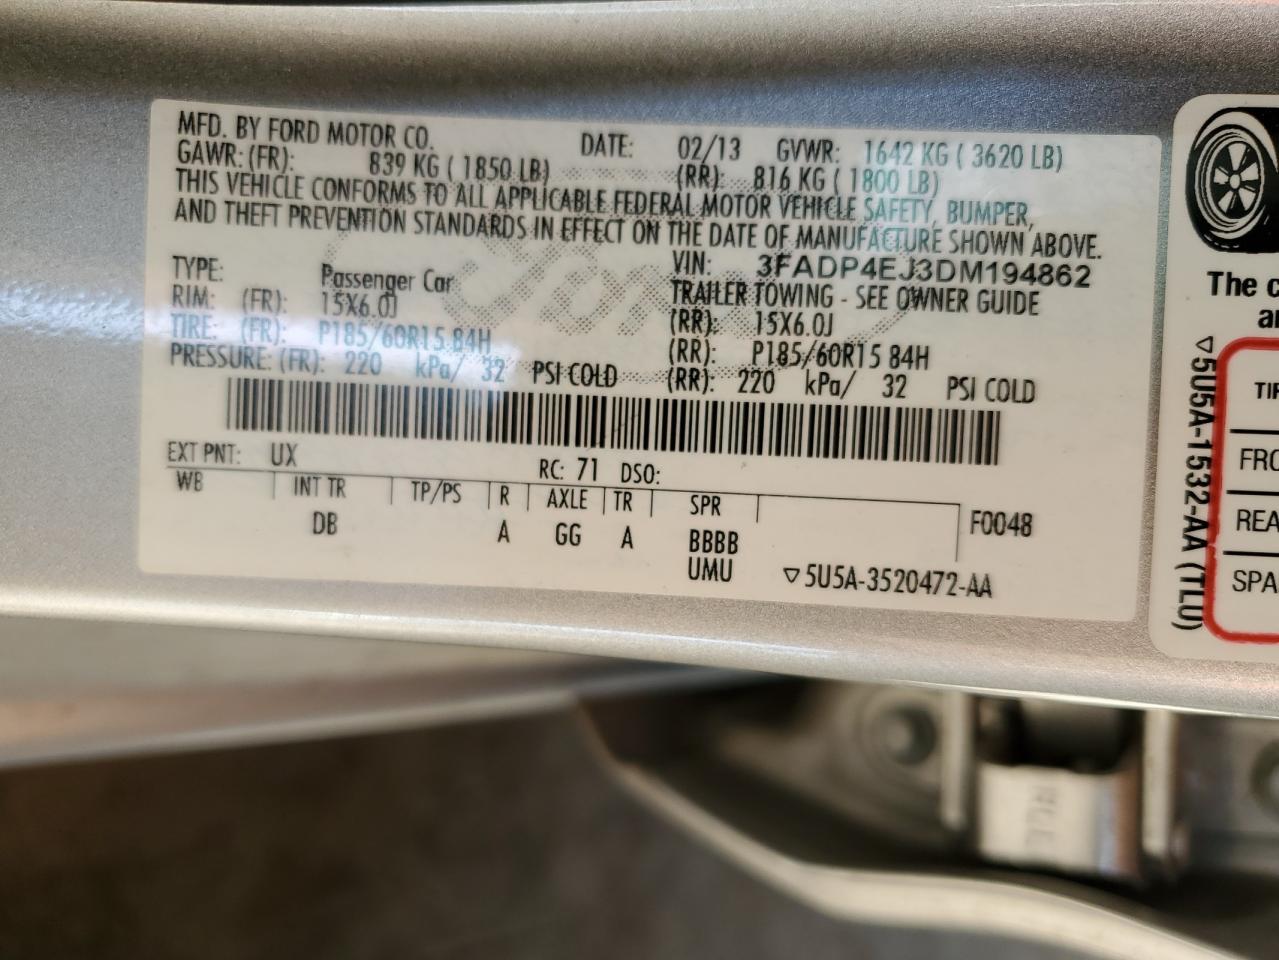 MFD. BY FORD MOTOR CO. DATE: 02/13 GVWR: 1642 KG ( 3620 LB)
GAWR: (FR): 839 KG ( 1850 LB) (RR): 816 KG ( 1800 LB)
THIS VEHICLE CONFORMS TO ALL APPLICABLE FEDERAL MOTOR VEHICLE SAFETY, BUMPER,
AND THEFT PREVENTION STANDARDS IN EFFECT ON THE DATE OF MANUFACTURE SHOWN ABOVE.
VIN: 3FADP4EJ3DM194862
TYPE: Passenger Car TRAILER TOWING - SEE OWNER GUIDE
RIM: (FR): 15X6.0J (RR): 15X6.0J
TIRE: (FR): P185/60R15 84H (RR): P185/60R15 84H
PRESSURE: (FR): 220 kPa/ 32 PSI COLD (RR): 220 kPa/ 32 PSI COLD
EXT PNT: UX RC: 71 DSO:
WB INT TR TP/PS R AXLE TR SPR F0048
DB A GG A BBBB
UMU ▽5U5A-3520472-AA
Ford
The
▽5U5A-1532-AA (TLU)